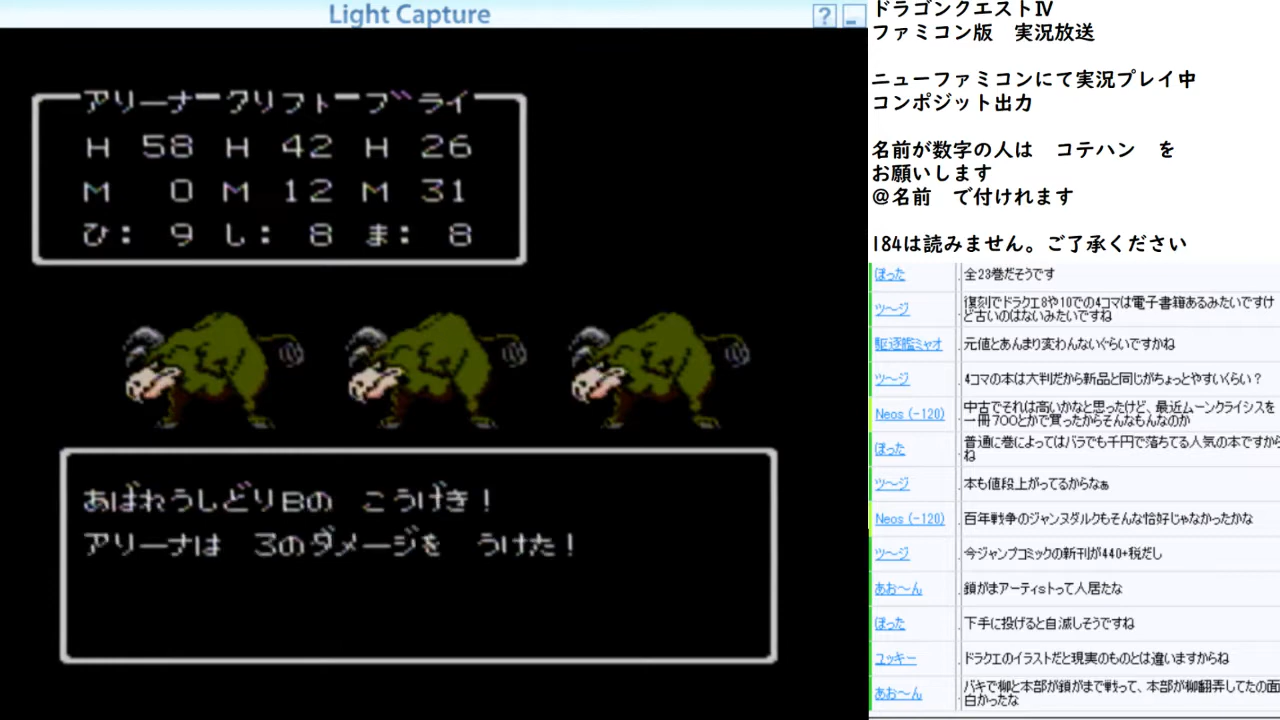 Light Capture
アリーナ クリフト ブライ
H 58 H 42 H 26
M 0 M 12 M 31
ひ: 9 し: 8 ま: 8
あばれうしどりBの こうげき!
アリーナは 3のダメージを うけた!
ドラゴンクエストⅣ
ファミコン版 実況放送
ニューファミコンにて実況プレイ中
コンポジット出力
名前が数字の人は コテハン を
お願いします
@名前 で付けれます
184は読みません。ご了承ください
ぽった 全23巻だそうです
ツ~ジ 復刻でドラクエ8や10での4コマは電子書籍あるみたいですけ
ど古いのはないみたいですね
駆逐艦ミャオ 元値とあんまり変わんないぐらいですかね
ツ~ジ 4コマの本は大判だから新品と同じがちょっとやすいくらい?
Neos (-120) 中古でそれは高いかなと思ったけど、最近ムーンクライシスを
一冊700とかで買ったからそんなもんなのか
ぽった 普通に巻によってはバラでも千円で落ちてる人気の本ですから
ね
ツ~ジ 本も値段上がってるからなぁ
Neos (-120) 百年戦争のジャンヌダルクもそんな恰好じゃなかったかな
ツ~ジ 今ジャンプコミックの新刊が440+税だし
あお~ん 鎖がまアーティストって人居たな
ぽった 下手に投げると自滅しそうですね
ユッキー ドラクエのイラストだと現実のものとは違いますからね
あお~ん バキで柳と本部が鎖がまで戦って、本部が柳翻弄してたの面
白かったな